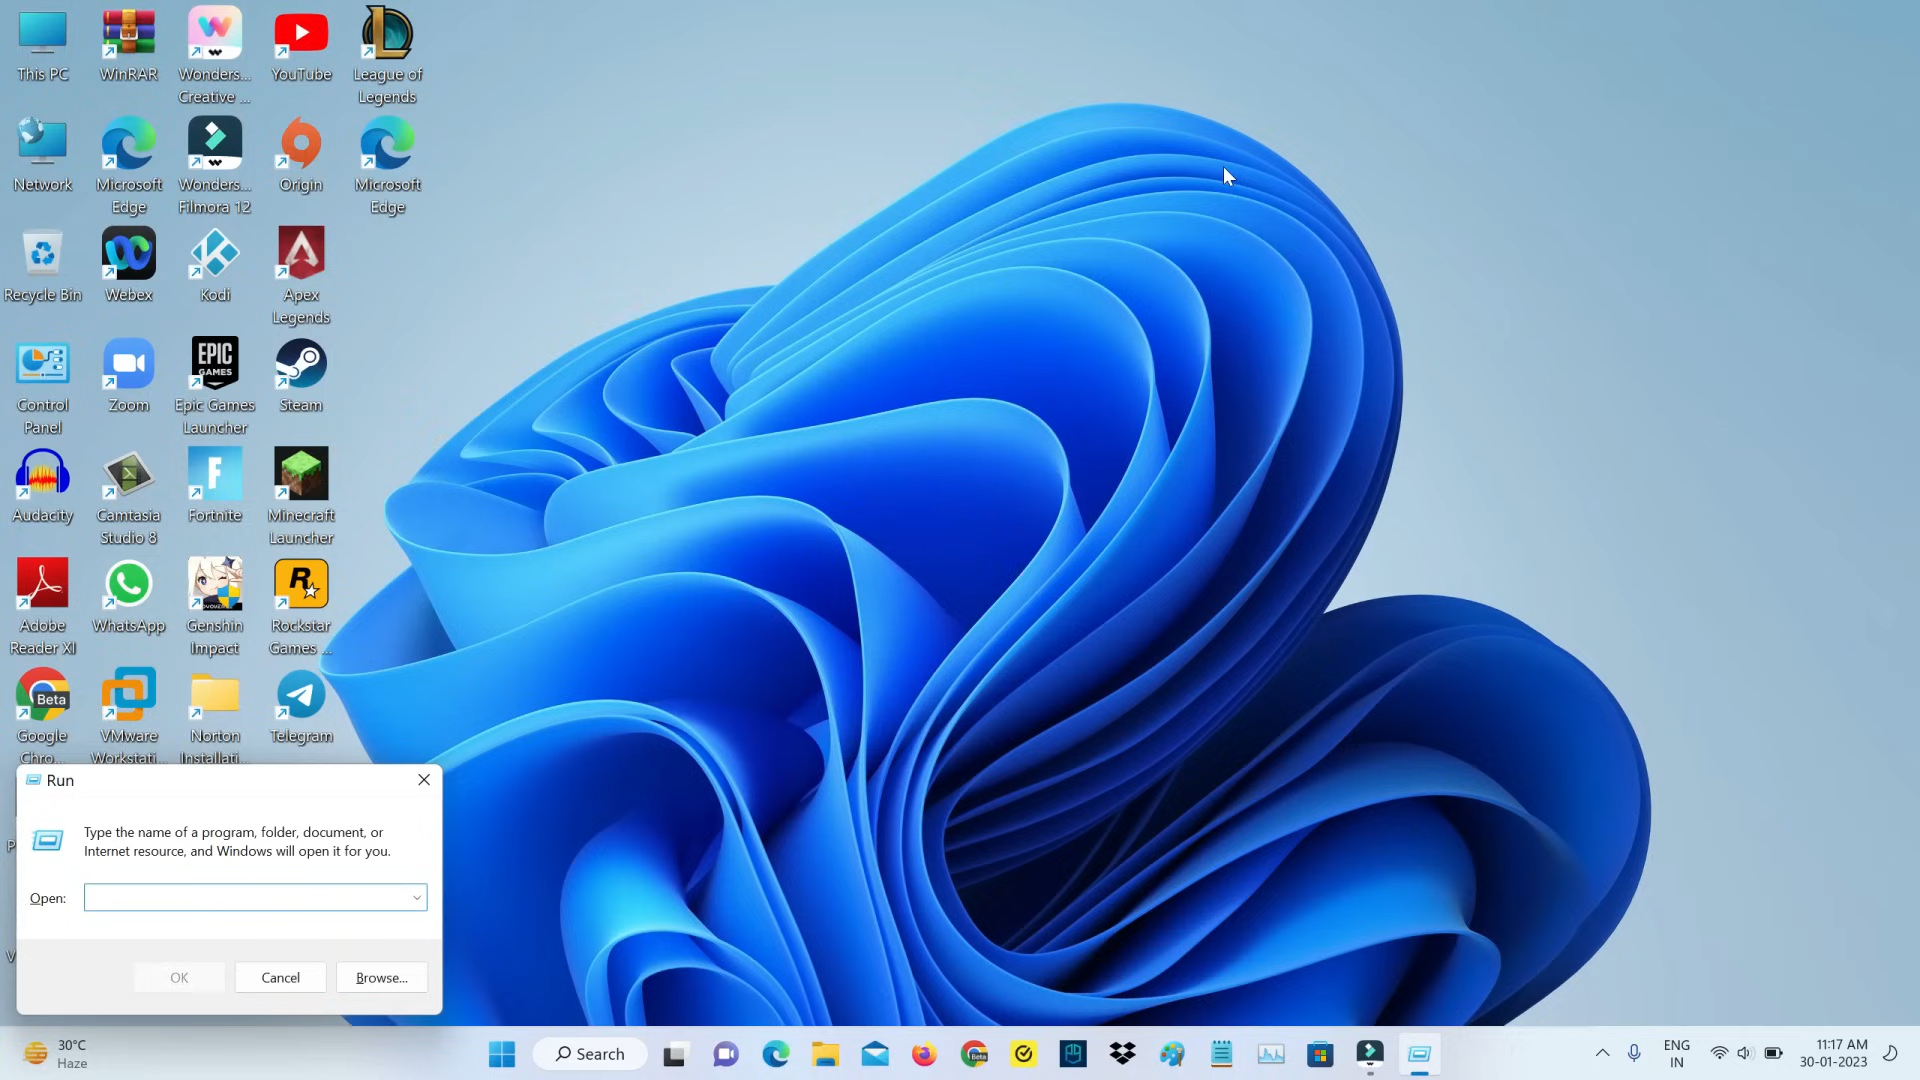 This PC
WinRAR
Wonders...
Creative ...
YouTube
League of
Legends
Network
Microsoft
Edge
Wonders...
Filmora 12
Origin
Microsoft
Edge
Recycle Bin
Webex
Kodi
Apex
Legends
Control
Panel
Zoom
EPIC
GAMES
Epic Games
Launcher
Steam
Audacity
Camtasia
Studio 8
Fortnite
Minecraft
Launcher
Adobe
Reader XI
WhatsApp
Genshin
Impact
Rockstar
Games ...
Beta
Google
Chro...
VMware
Workstati...
Norton
Installati...
Telegram
Run
Type the name of a program, folder, document, or
Internet resource, and Windows will open it for you.
Open:
OK
Cancel
Browse...
30°C
Haze
Search
Beta
ENG
IN
11:17 AM
30-01-2023